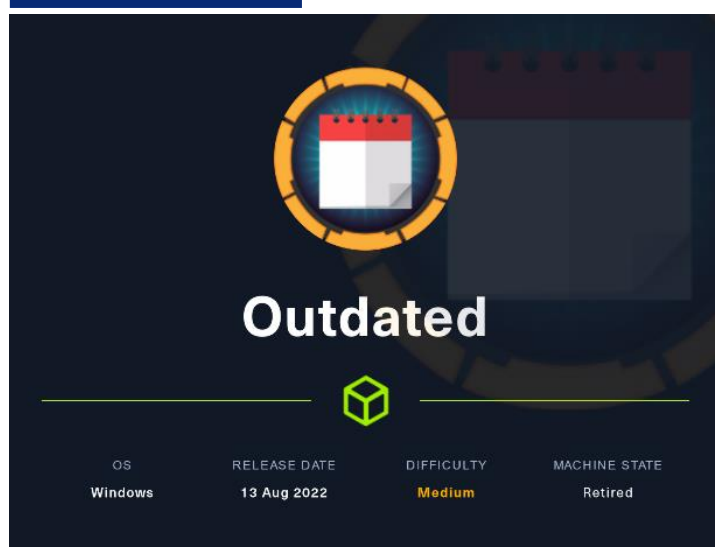 Outdated
OS RELEASE DATE DIFFICULTY MACHINE STATE
Windows 13 Aug 2022 Medium Retired